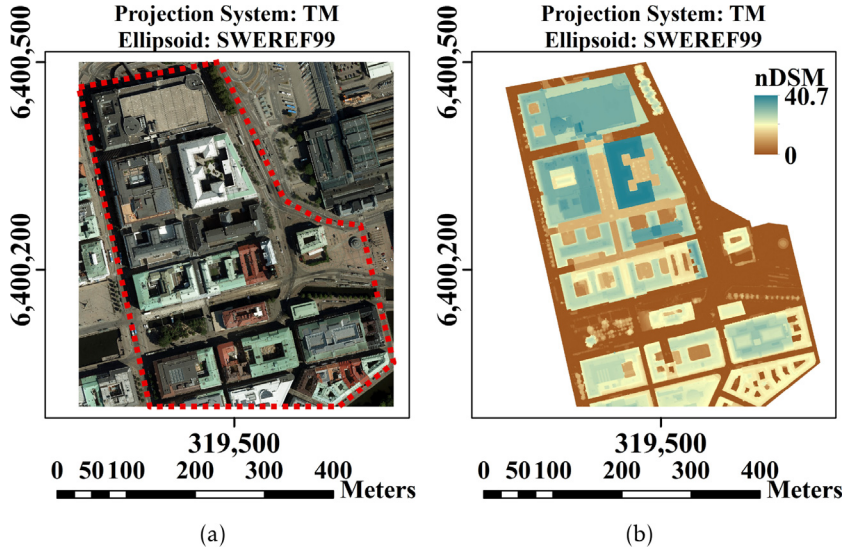 Projection System: TM
Ellipsoid: SWEREF99
6,400,500
6,400,200
319,500
0 50 100 200 300 400
Meters
(a)
Projection System: TM
Ellipsoid: SWEREF99
6,400,500
6,400,200
nDSM
40.7
0
319,500
0 50 100 200 300 400
Meters
(b)